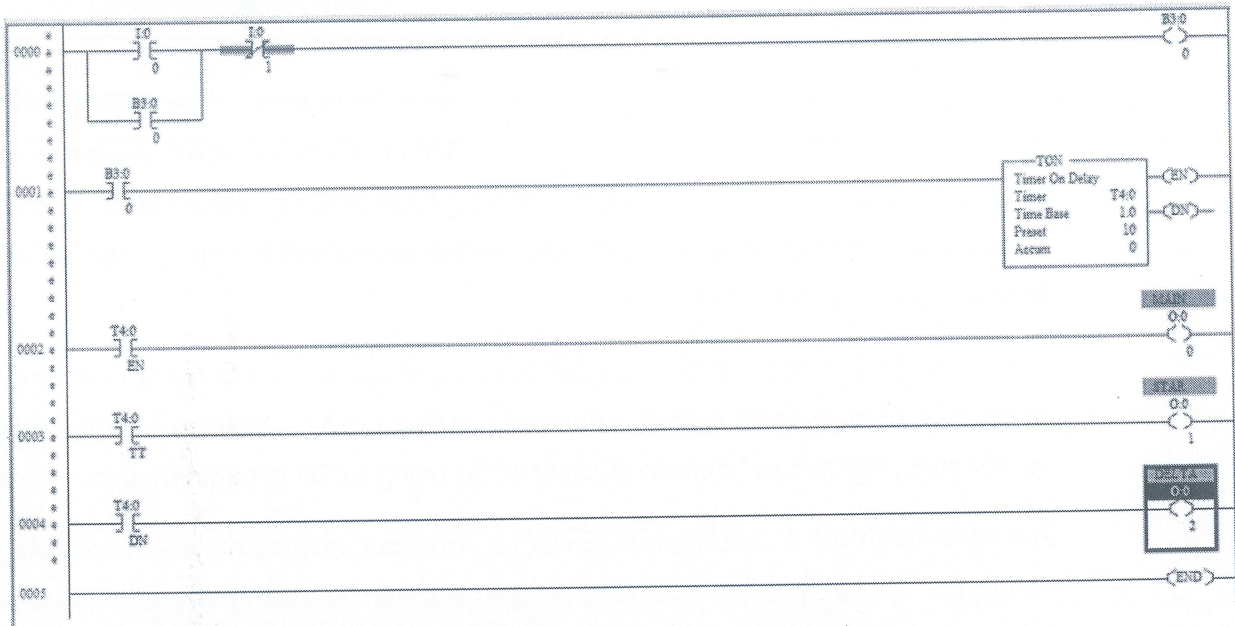 I:0 I:0 B3:0
0000
0 1 0
B3:0
0
B3:0
0001
0
TON
Timer On Delay
Timer T4:0
Time Base 1.0
Preset 10
Accum 0
(EN)
(DN)
MAIN
T4:0 O:0
0002
EN 0
STAR
T4:0 O:0
0003
TT 1
DELTA
T4:0 O:0
0004
DN 2
0005 (END)